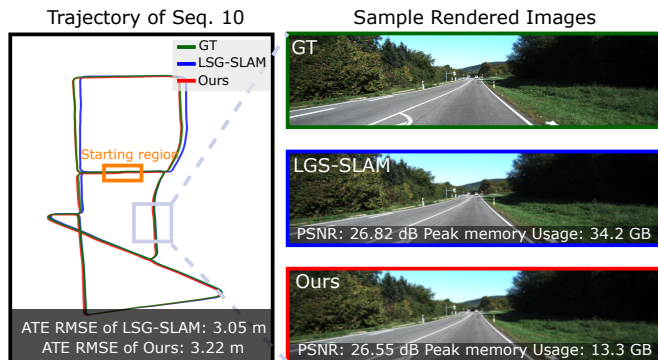 Trajectory of Seq. 10
GT
LSG-SLAM
Ours
Starting region
ATE RMSE of LSG-SLAM: 3.05 m
ATE RMSE of Ours: 3.22 m
Sample Rendered Images
GT
LGS-SLAM
PSNR: 26.82 dB Peak memory Usage: 34.2 GB
Ours
PSNR: 26.55 dB Peak memory Usage: 13.3 GB